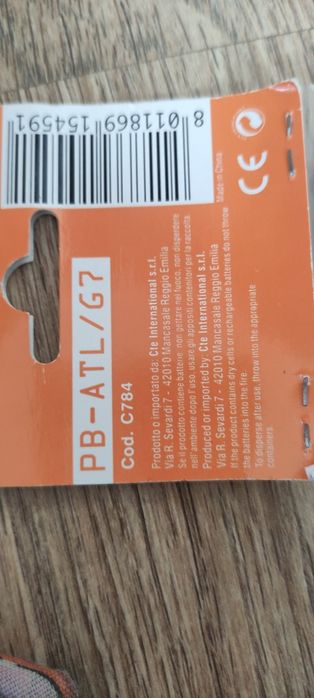 8 011869 154591
PB-ATL/G7
Cod. C784
Made in China
Prodotto o importato da: Cte International s.r.l.
Via R. Sevardi 7 - 42010 Mancasale Reggio Emilia
Se il prodotto contiene batterie: non gettare nel fuoco, non disperdere
nell'ambiente dopo l'uso, usare gli appositi contenitori per la raccolta.
Produced or imported by: Cte International s.r.l.
Via R. Sevardi 7 - 42010 Mancasale Reggio Emilia
If the product contains dry cells or rechargeable batteries do not throw
the batteries into the fire.
To disperse after use, throw into the appropriate
containers.
CE